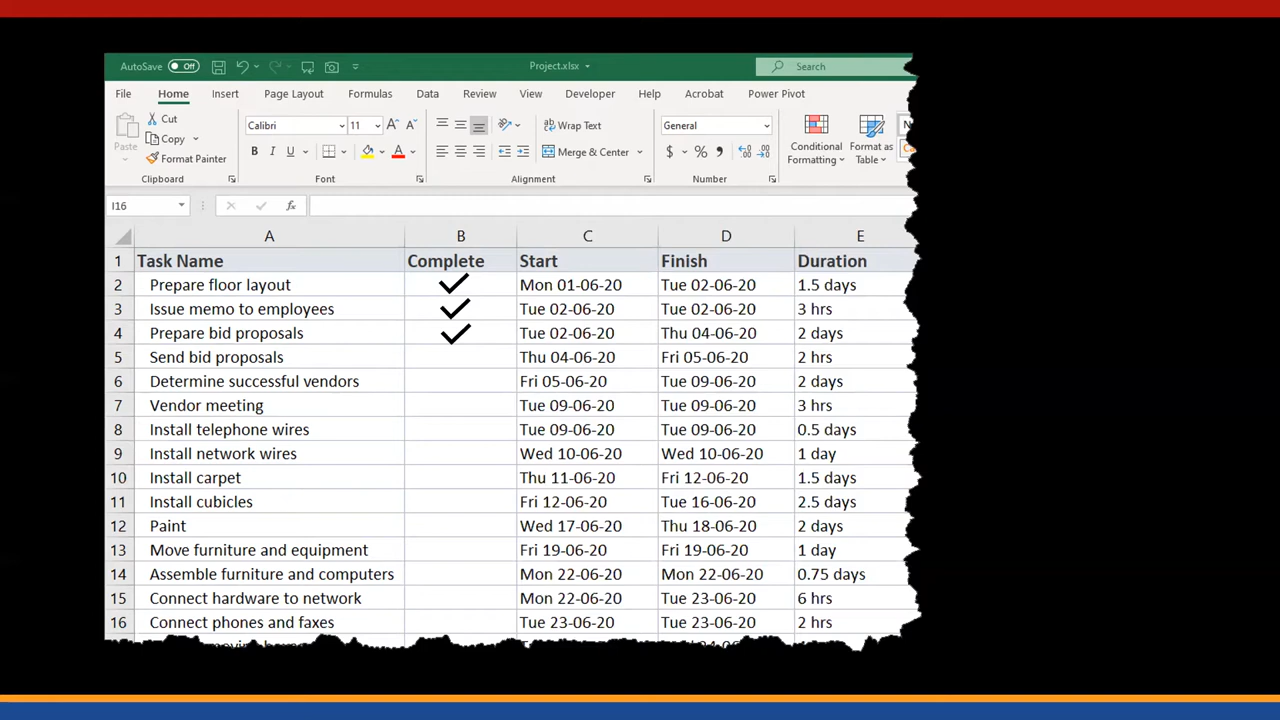 AutoSave Off Project.xlsx Search
File Home Insert Page Layout Formulas Data Review View Developer Help Acrobat Power Pivot
Paste Cut Copy Format Painter Clipboard
Calibri 11 A A B I U A Font
Wrap Text Merge & Center Alignment
General $ % Number
Conditional Formatting Format as Table
I16 fx
A B C D E
1 Task Name Complete Start Finish Duration
2 Prepare floor layout ✓ Mon 01-06-20 Tue 02-06-20 1.5 days
3 Issue memo to employees ✓ Tue 02-06-20 Tue 02-06-20 3 hrs
4 Prepare bid proposals ✓ Tue 02-06-20 Thu 04-06-20 2 days
5 Send bid proposals Thu 04-06-20 Fri 05-06-20 2 hrs
6 Determine successful vendors Fri 05-06-20 Tue 09-06-20 2 days
7 Vendor meeting Tue 09-06-20 Tue 09-06-20 3 hrs
8 Install telephone wires Tue 09-06-20 Tue 09-06-20 0.5 days
9 Install network wires Wed 10-06-20 Wed 10-06-20 1 day
10 Install carpet Thu 11-06-20 Fri 12-06-20 1.5 days
11 Install cubicles Fri 12-06-20 Tue 16-06-20 2.5 days
12 Paint Wed 17-06-20 Thu 18-06-20 2 days
13 Move furniture and equipment Fri 19-06-20 Fri 19-06-20 1 day
14 Assemble furniture and computers Mon 22-06-20 Mon 22-06-20 0.75 days
15 Connect hardware to network Mon 22-06-20 Tue 23-06-20 6 hrs
16 Connect phones and faxes Tue 23-06-20 Tue 23-06-20 2 hrs